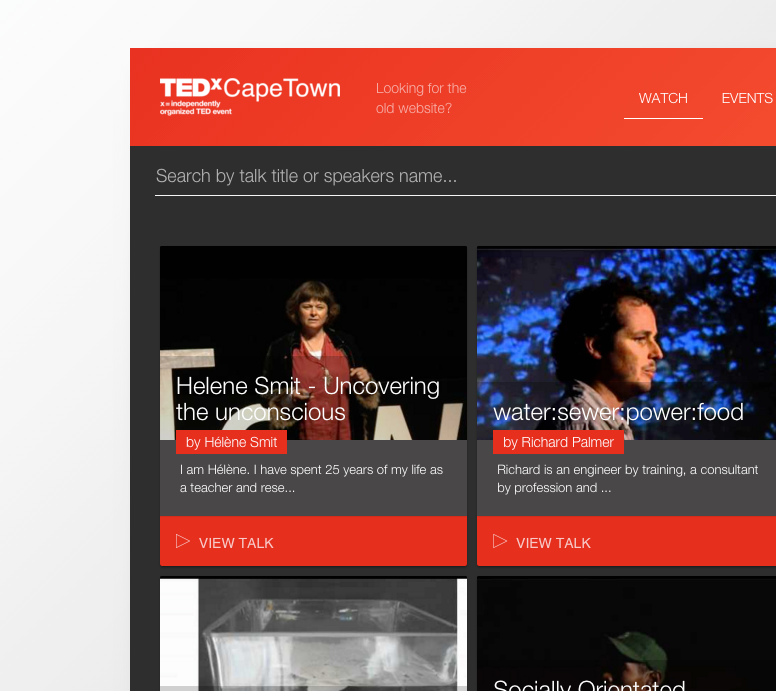 TEDxCapeTown
x = independently
organized TED event
Looking for the
old website?
WATCH
EVENTS
Search by talk title or speakers name...
Helene Smit - Uncovering
the unconscious
by Hélène Smit
I am Hélène. I have spent 25 years of my life as
a teacher and rese...
VIEW TALK
water:sewer:power:food
by Richard Palmer
Richard is an engineer by training, a consultant
by profession and ...
VIEW TALK
Socially Orientated